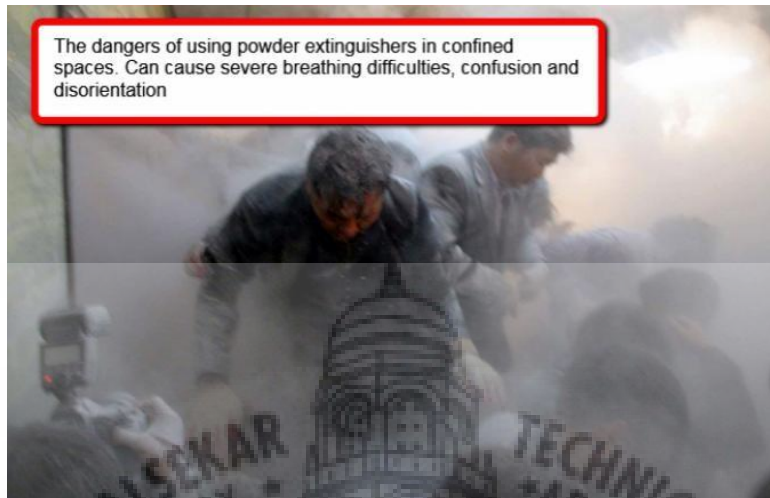 The dangers of using powder extinguishers in confined
spaces. Can cause severe breathing difficulties, confusion and
disorientation